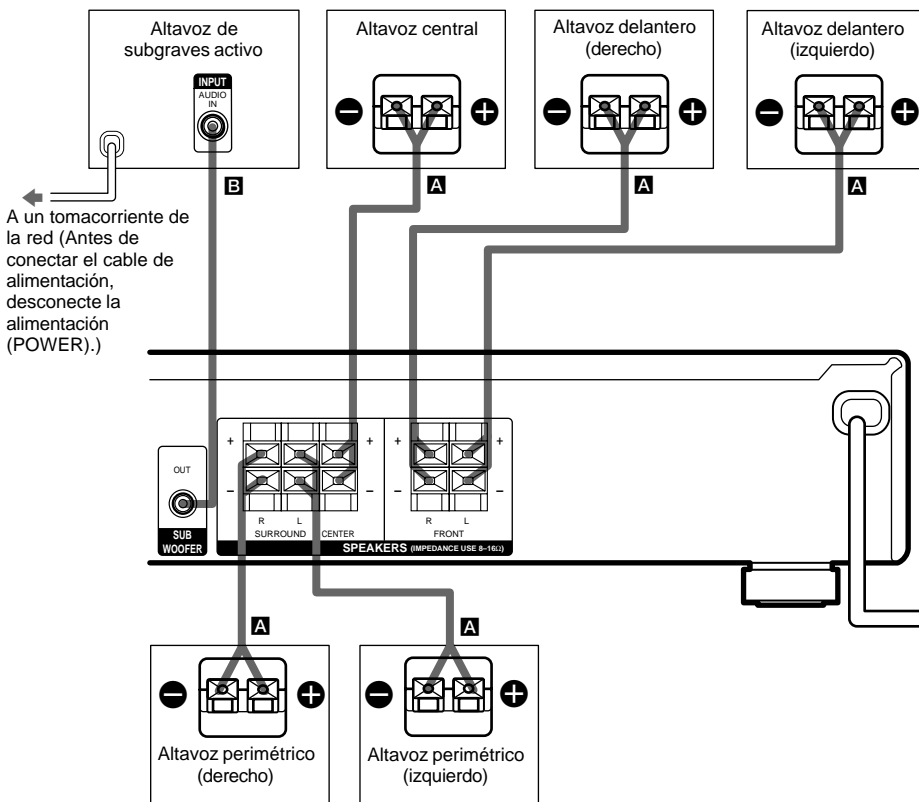 Altavoz de
subgraves activo
Altavoz central
Altavoz delantero
(derecho)
Altavoz delantero
(izquierdo)
INPUT
AUDIO
IN
B
A
A
A
A un tomacorriente de
la red (Antes de
conectar el cable de
alimentación,
desconecte la
alimentación
(POWER).)
OUT
SUB
WOOFER
+ + + +
– – – –
R L
SURROUND CENTER
R L
FRONT
SPEAKERS (IMPEDANCE USE 8–16Ω)
A
A
Altavoz perimétrico
(derecho)
Altavoz perimétrico
(izquierdo)